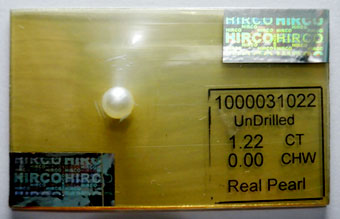 HIRCO HIRCO
HIRCO
1000031022
UnDrilled
1.22 CT
0.00 CHW
Real Pearl
HIRCO HIRCO
HIRCO